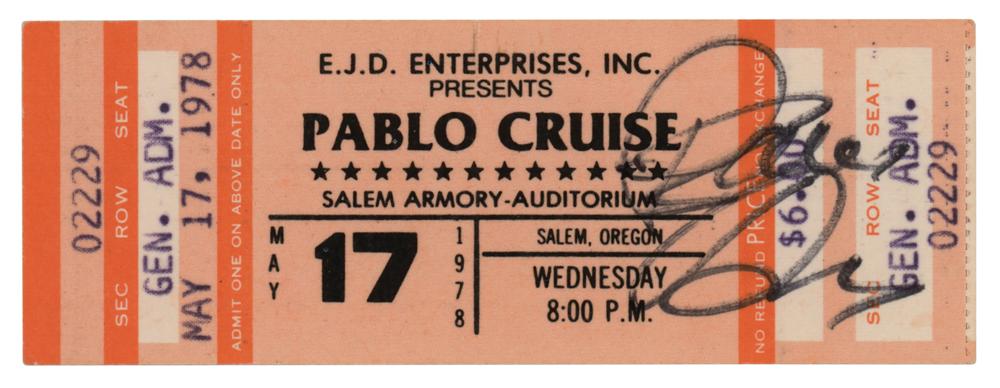 02229
SEC ROW SEAT
GEN. ADM.
MAY 17, 1978
ADMIT ONE ON ABOVE DATE ONLY
E.J.D. ENTERPRISES, INC.
PRESENTS
PABLO CRUISE
★★★★★★★★★★★★★
SALEM ARMORY-AUDITORIUM
MAY
17
1978
SALEM, OREGON
WEDNESDAY
8:00 P.M.
NO REFUND PRICE EXCHANGE
$6.00
SEC ROW SEAT
GEN. ADM.
02229